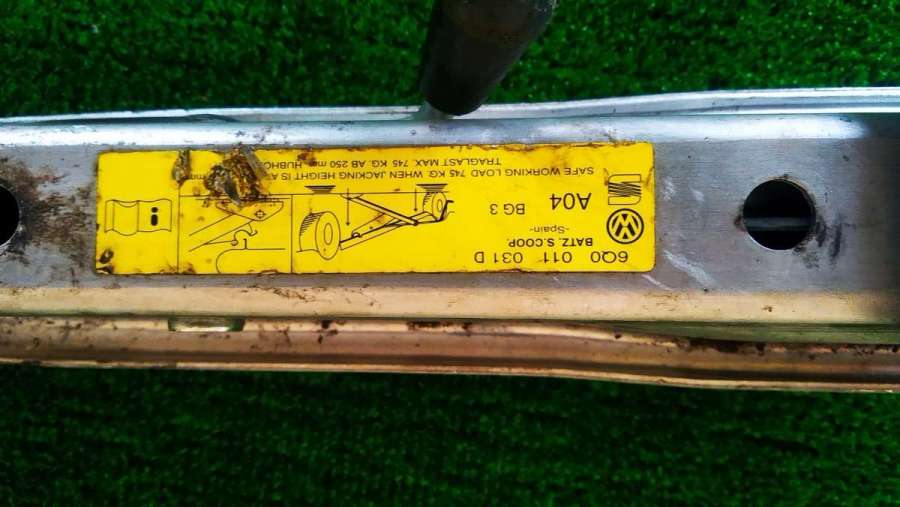 6Q0 011 031 D
BATZ. S. COOP.
-Spain-
A04 BG 3
SAFE WORKING LOAD 745 KG. WHEN JACKING HEIGHT IS
TRAGLAST MAX. 745 KG. AB 250 mm